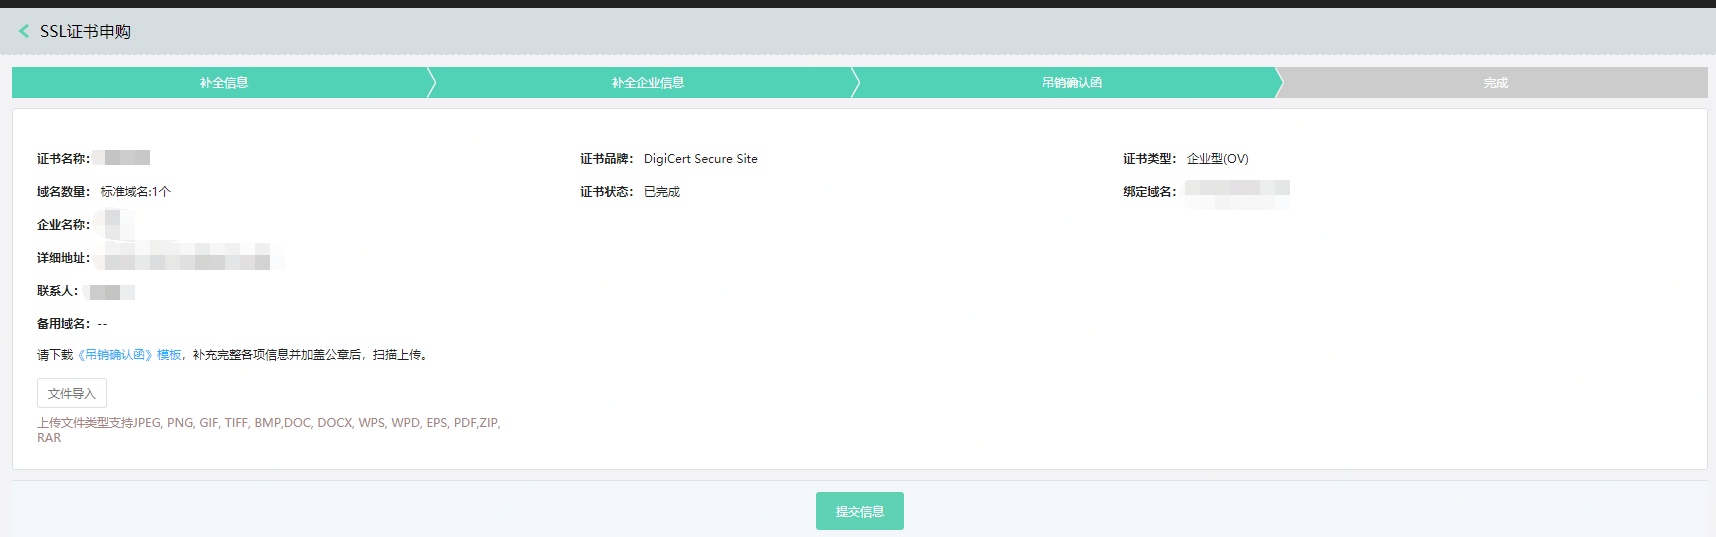 SSL证书申购
补全信息 补全企业信息 吊销确认函 完成
证书名称： 证书品牌： DigiCert Secure Site 证书类型： 企业型(OV)
域名数量： 标准域名:1个 证书状态： 已完成 绑定域名：
企业名称：
详细地址：
联系人：
备用域名： --
请下载《吊销确认函》模板，补充完整各项信息并加盖公章后，扫描上传。
文件导入
上传文件类型支持JPEG, PNG, GIF, TIFF, BMP,DOC, DOCX, WPS, WPD, EPS, PDF,ZIP,
RAR
提交信息